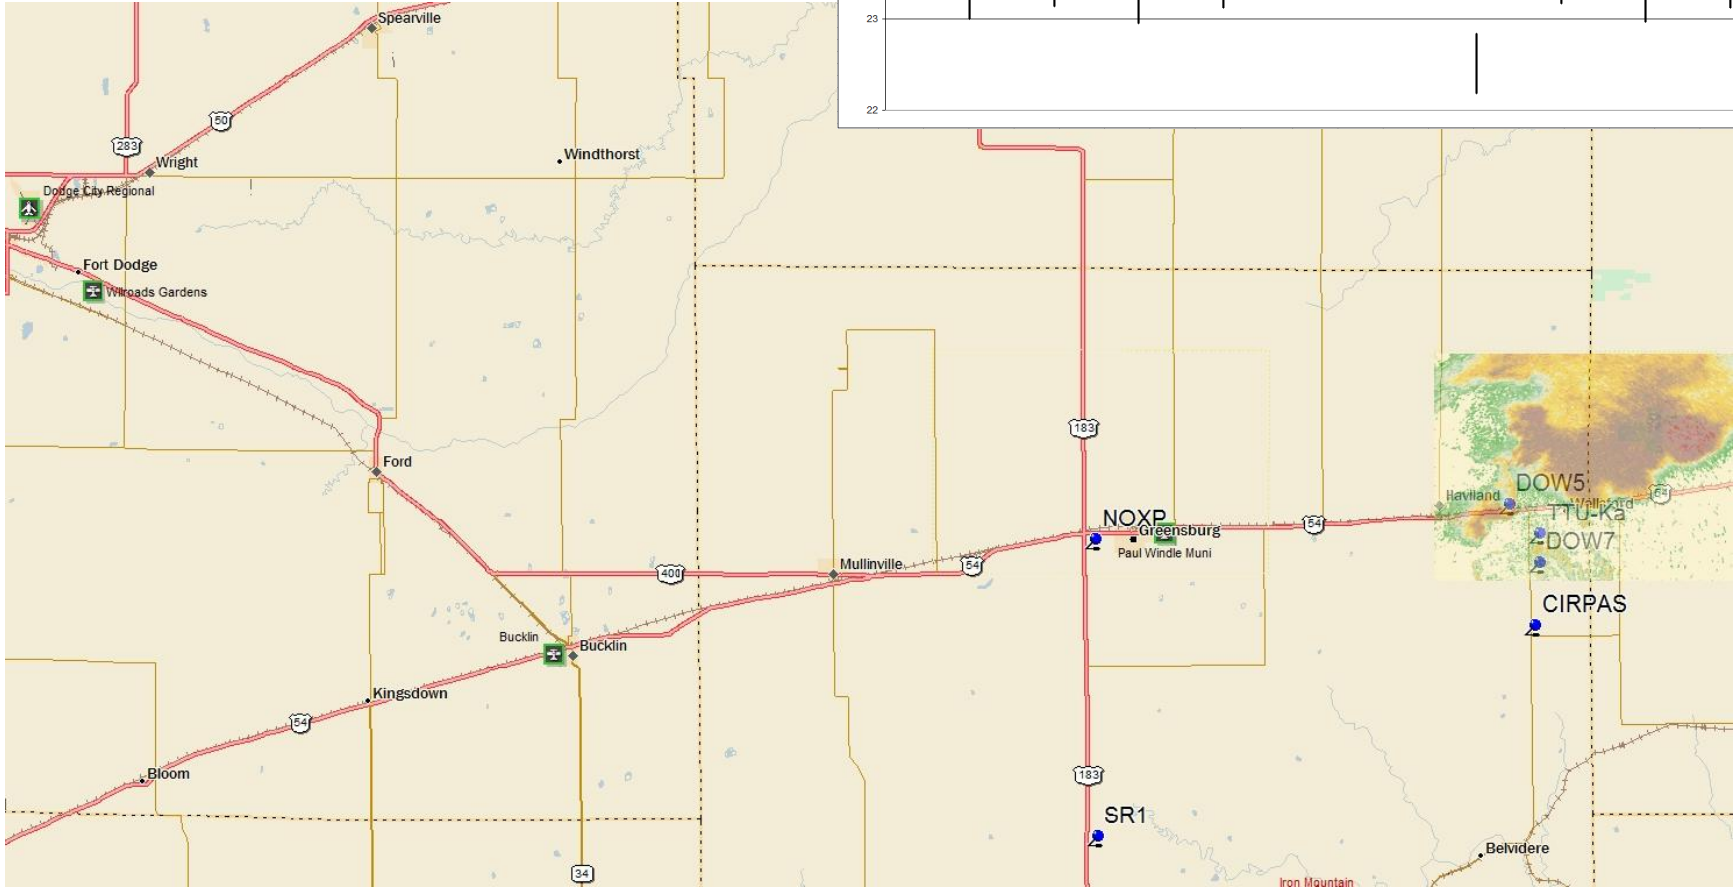 Spearville
23
50
22
283
Wright
Windthorst
Dodge City Regional
Fort Dodge
Wilroads Gardens
183
Ford
DOW5
Haviland
54
NOXP
TTU-Ka
Greensburg
54
DOW7
Paul Windle Muni
Mullinville
54
400
CIRPAS
Bucklin
Bucklin
Kingsdown
54
Bloom
183
SR1
Belvidere
34
Iron Mountain